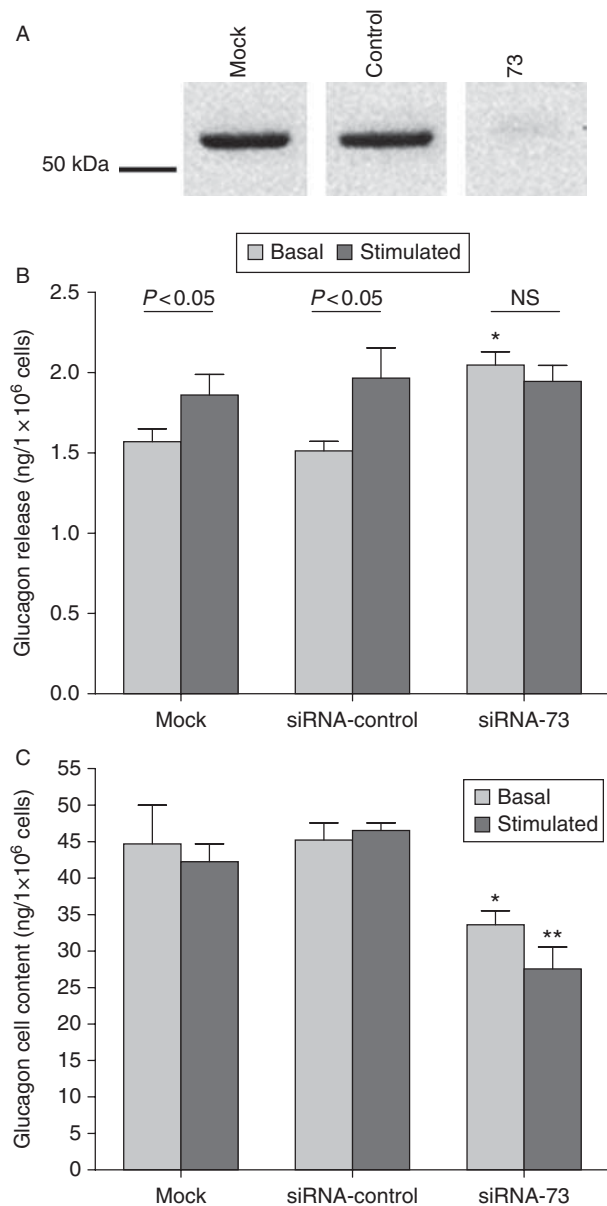 A
Mock
Control
73
50 kDa
Basal
Stimulated
B
P<0.05
P<0.05
NS
*
2.5
2.0
1.5
1.0
0.5
0.0
Glucagon release (ng/1×10⁶ cells)
Mock
siRNA-control
siRNA-73
C
Basal
Stimulated
*
**
55
50
45
40
35
30
25
20
15
10
5
0
Glucagon cell content (ng/1×10⁶ cells)
Mock
siRNA-control
siRNA-73